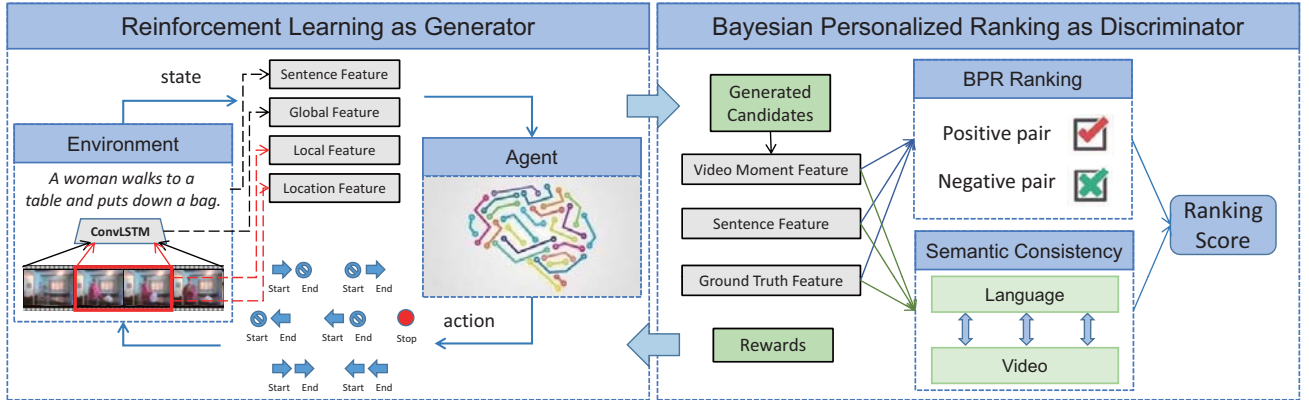 Reinforcement Learning as Generator
state
Sentence Feature
Global Feature
Local Feature
Location Feature
Environment
A woman walks to a
table and puts down a bag.
ConvLSTM
Agent
Start End
Start End
Start End
Start End
Stop
action
Start End
Start End
Bayesian Personalized Ranking as Discriminator
Generated
Candidates
Video Moment Feature
Sentence Feature
Ground Truth Feature
Rewards
BPR Ranking
Positive pair
Negative pair
Semantic Consistency
Language
Video
Ranking
Score